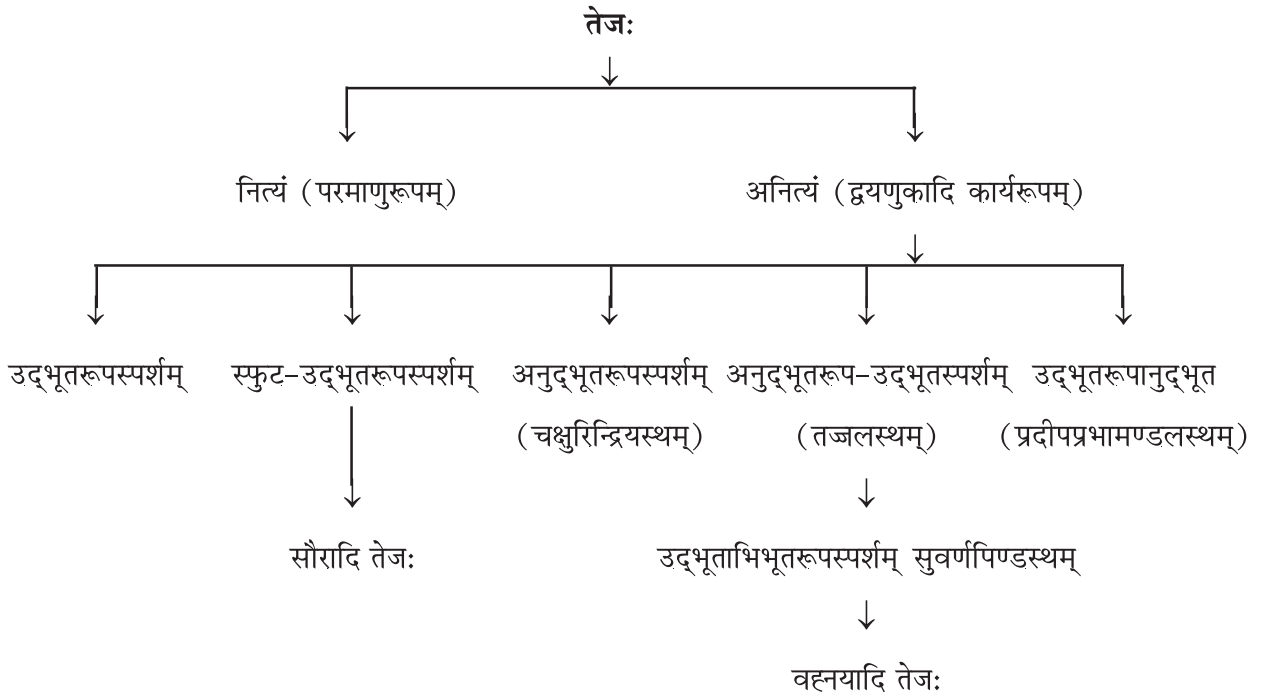 तेजः
नित्यं (परमाणुरूपम्)
अनित्यं (द्वयणुकादि कार्यरूपम्)
उद्‌भूतरूपस्पर्शम्
स्फुट-उद्‌भूतरूपस्पर्शम्
अनुद्‌भूतरूपस्पर्शम्
अनुद्‌भूतरूप-उद्‌भूतस्पर्शम्
उद्‌भूतरूपानुद्‌भूत
(चक्षुरिन्द्रियस्थम्)
(तज्जलस्थम्)
(प्रदीपप्रभामण्डलस्थम्)
सौरादि तेजः
उद्‌भूताभिभूतरूपस्पर्शम् सुवर्णपिण्डस्थम्
वह्नयादि तेजः